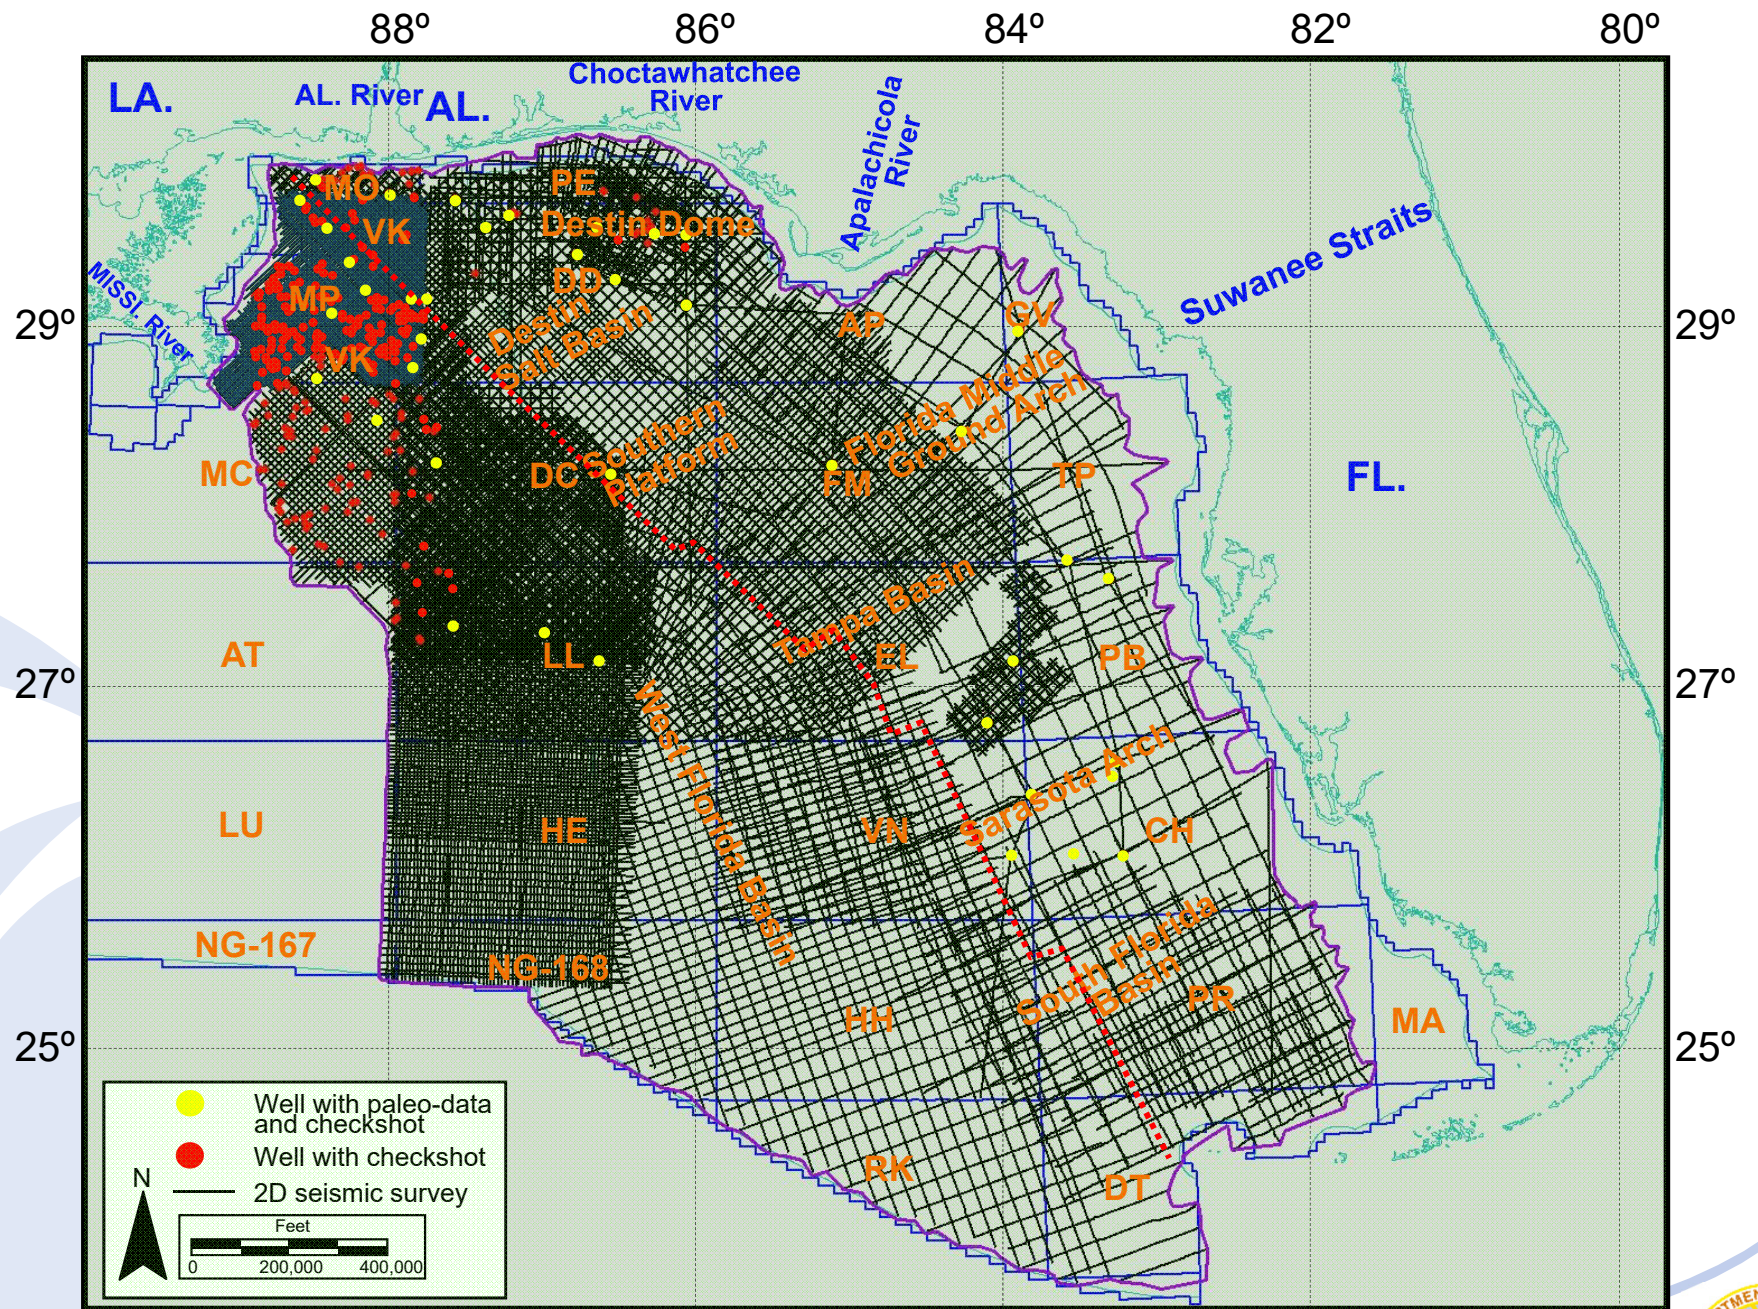 88º 86º 84º 82º 80º
LA.
AL. River
AL.
Choctawhatchee
River
Apalachicola
River
Suwanee Straits
MISSI. River
FL.
29º
29º
27º
27º
25º
25º
MO
VK
PE
Destin Dome
DD
MP
VK
Destin
Salt Basin
AP
GV
Florida Middle
Ground Arch
Southern
Platform
MC
DC
FM
TP
Tampa Basin
AT
LL
EL
PB
West Florida Basin
Sarasota Arch
LU
HE
VN
CH
NG-167
NG-168
South Florida
Basin
HH
PR
MA
RK
DT
Well with paleo-data
and checkshot
Well with checkshot
2D seismic survey
N
Feet
0 200,000 400,000